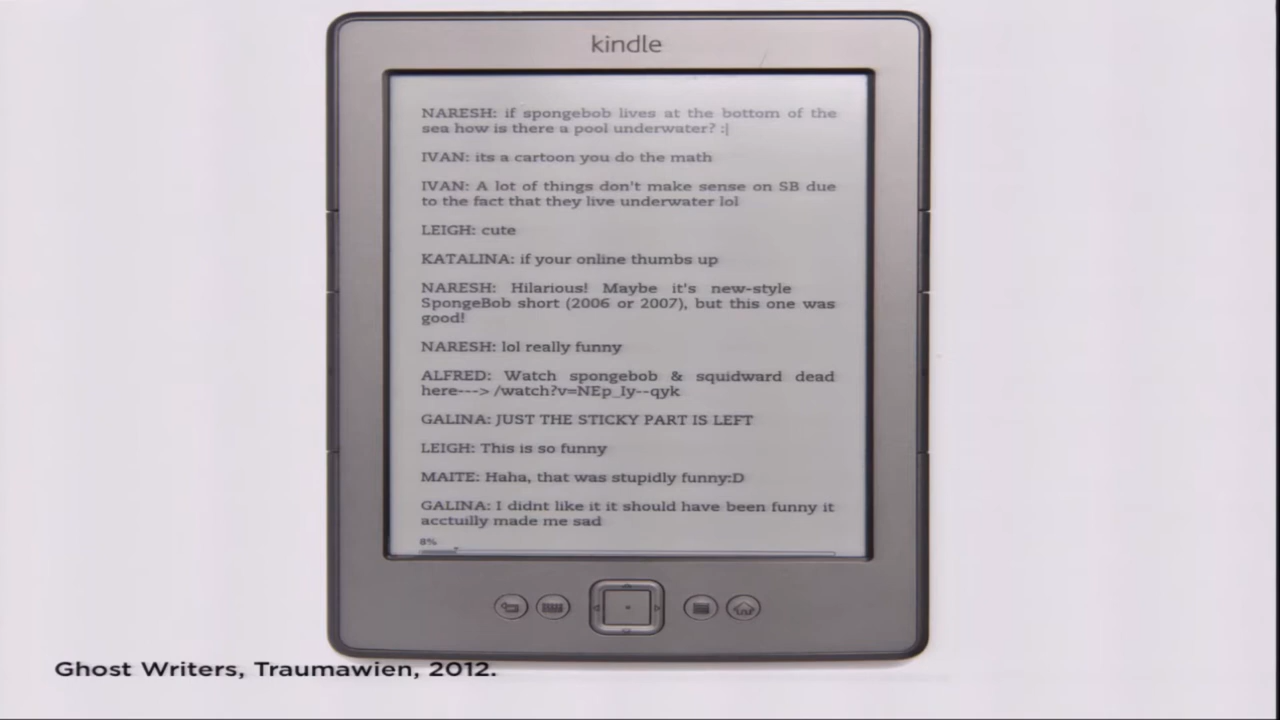 kindle
NARESH: if spongebob lives at the bottom of the
sea how is there a pool underwater? :|
IVAN: its a cartoon you do the math
IVAN: A lot of things don't make sense on SB due
to the fact that they live underwater lol
LEIGH: cute
KATALINA: if your online thumbs up
NARESH: Hilarious! Maybe it's new-style
SpongeBob short (2006 or 2007), but this one was
good!
NARESH: lol really funny
ALFRED: Watch spongebob & squidward dead
here---> /watch?v=NEp_Iy--qyk
GALINA: JUST THE STICKY PART IS LEFT
LEIGH: This is so funny
MAITE: Haha, that was stupidly funny:D
GALINA: I didnt like it it should have been funny it
acctuilly made me sad
8%
Ghost Writers, Traumawien, 2012.